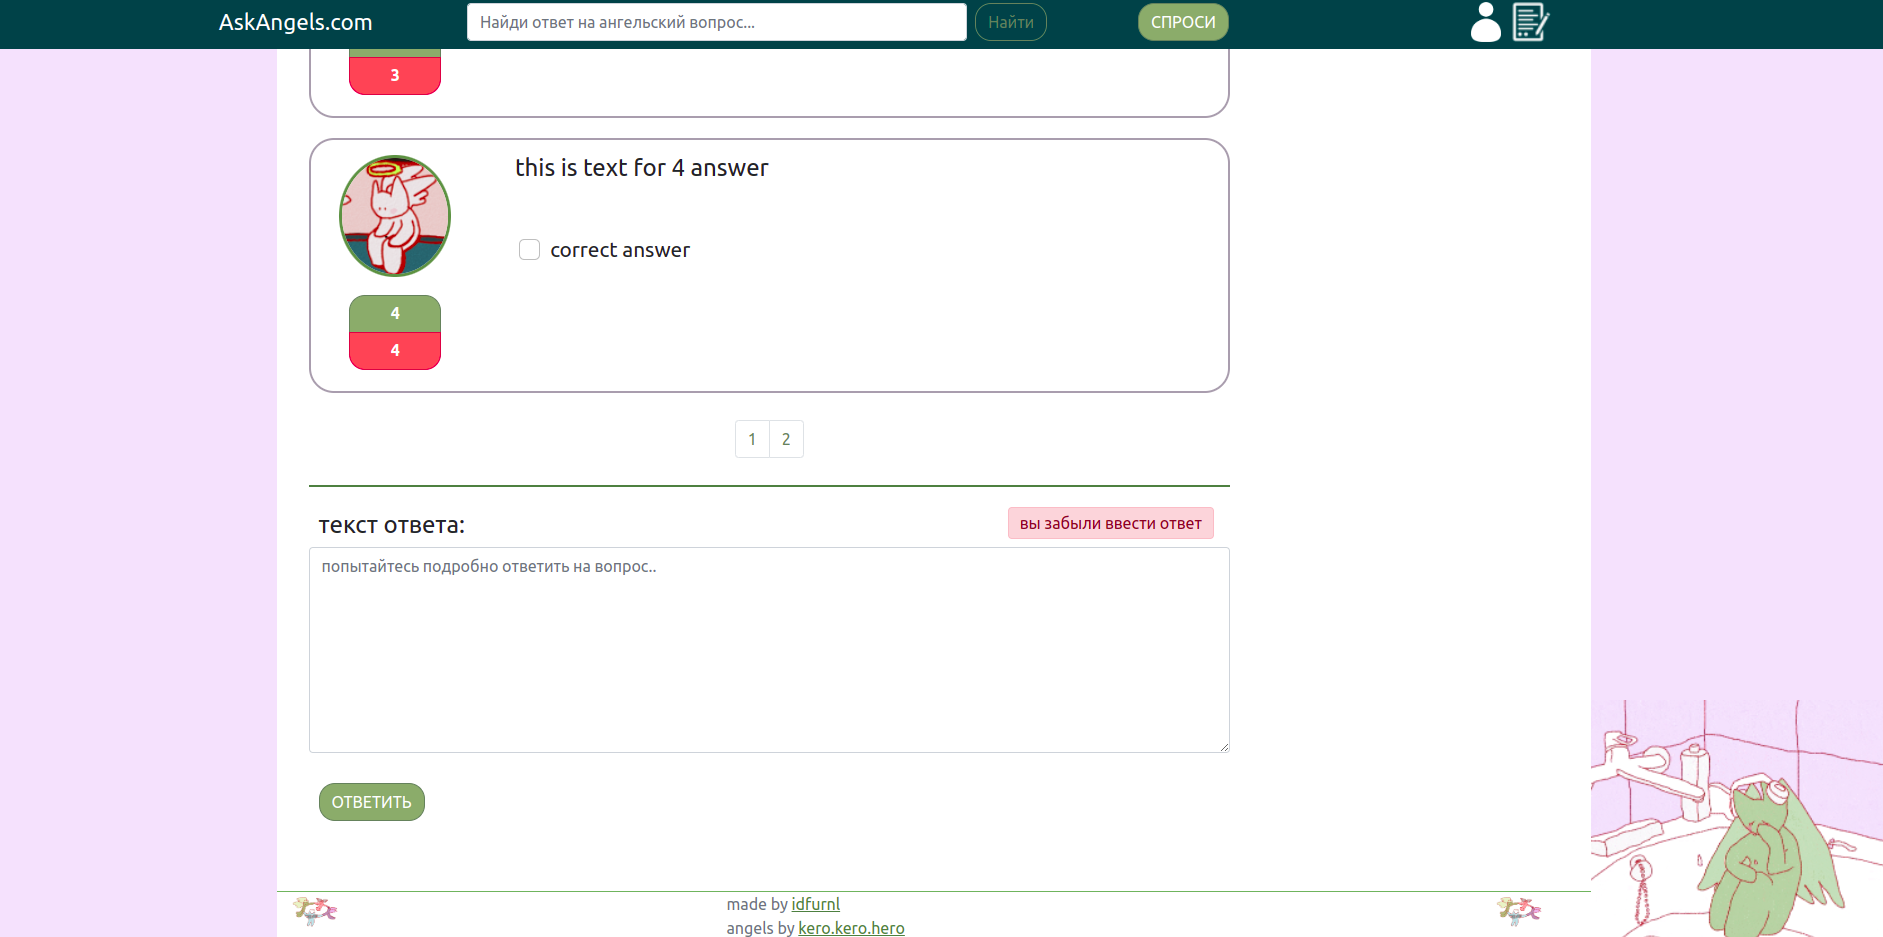 AskAngels.com
Найди ответ на ангельский вопрос...
Найти
СПРОСИ
3
this is text for 4 answer
correct answer
4
4
1 2
текст ответа:
вы забыли ввести ответ
попытайтесь подробно ответить на вопрос..
ОТВЕТИТЬ
made by idfurnl
angels by kero.kero.hero